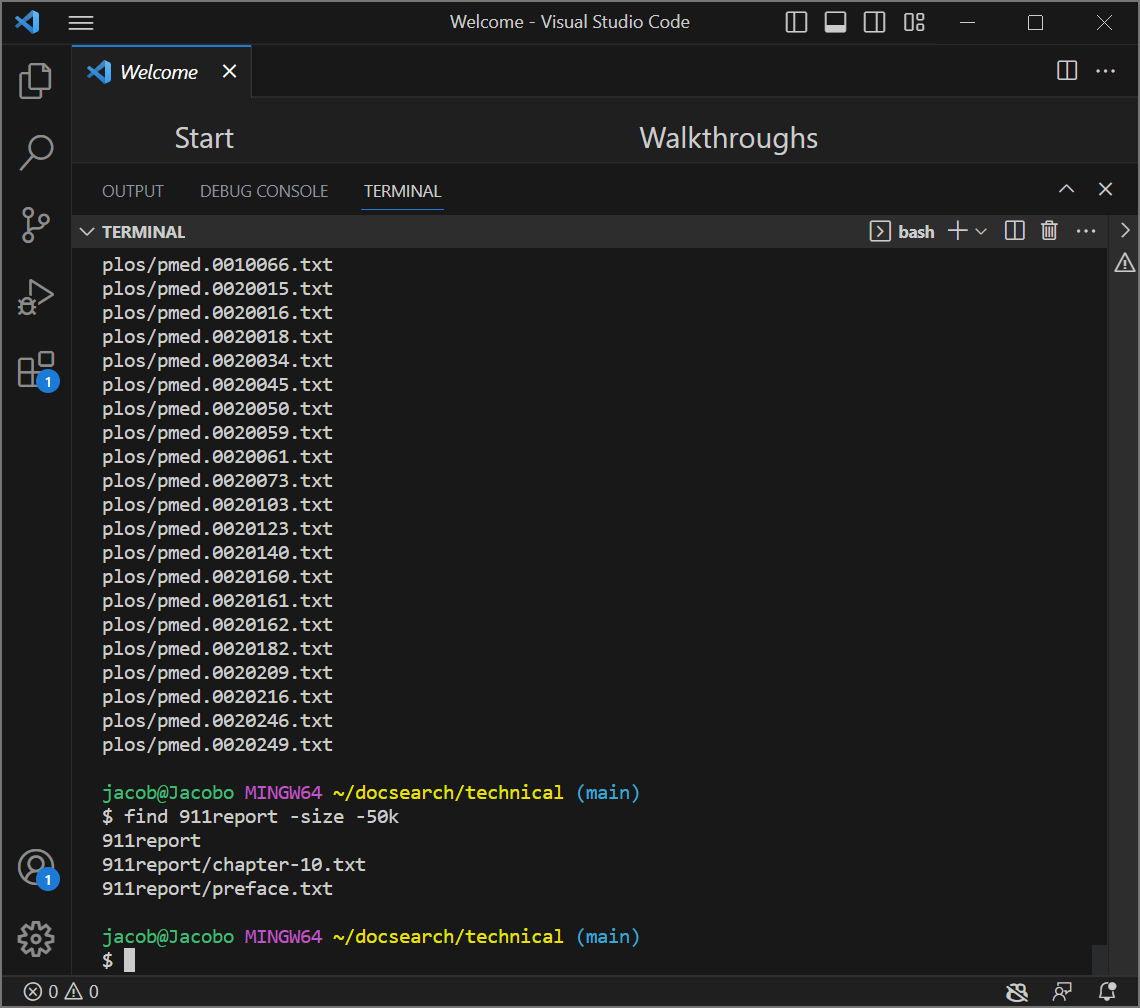 Welcome - Visual Studio Code
Welcome
Start
Walkthroughs
OUTPUT
DEBUG CONSOLE
TERMINAL
TERMINAL
bash
plos/pmed.0010066.txt
plos/pmed.0020015.txt
plos/pmed.0020016.txt
plos/pmed.0020018.txt
plos/pmed.0020034.txt
plos/pmed.0020045.txt
plos/pmed.0020050.txt
plos/pmed.0020059.txt
plos/pmed.0020061.txt
plos/pmed.0020073.txt
plos/pmed.0020103.txt
plos/pmed.0020123.txt
plos/pmed.0020140.txt
plos/pmed.0020160.txt
plos/pmed.0020161.txt
plos/pmed.0020162.txt
plos/pmed.0020182.txt
plos/pmed.0020209.txt
plos/pmed.0020216.txt
plos/pmed.0020246.txt
plos/pmed.0020249.txt
jacob@Jacobo MINGW64 ~/docsearch/technical (main)
$ find 911report -size -50k
911report
911report/chapter-10.txt
911report/preface.txt
jacob@Jacobo MINGW64 ~/docsearch/technical (main)
$
1
1
0 0